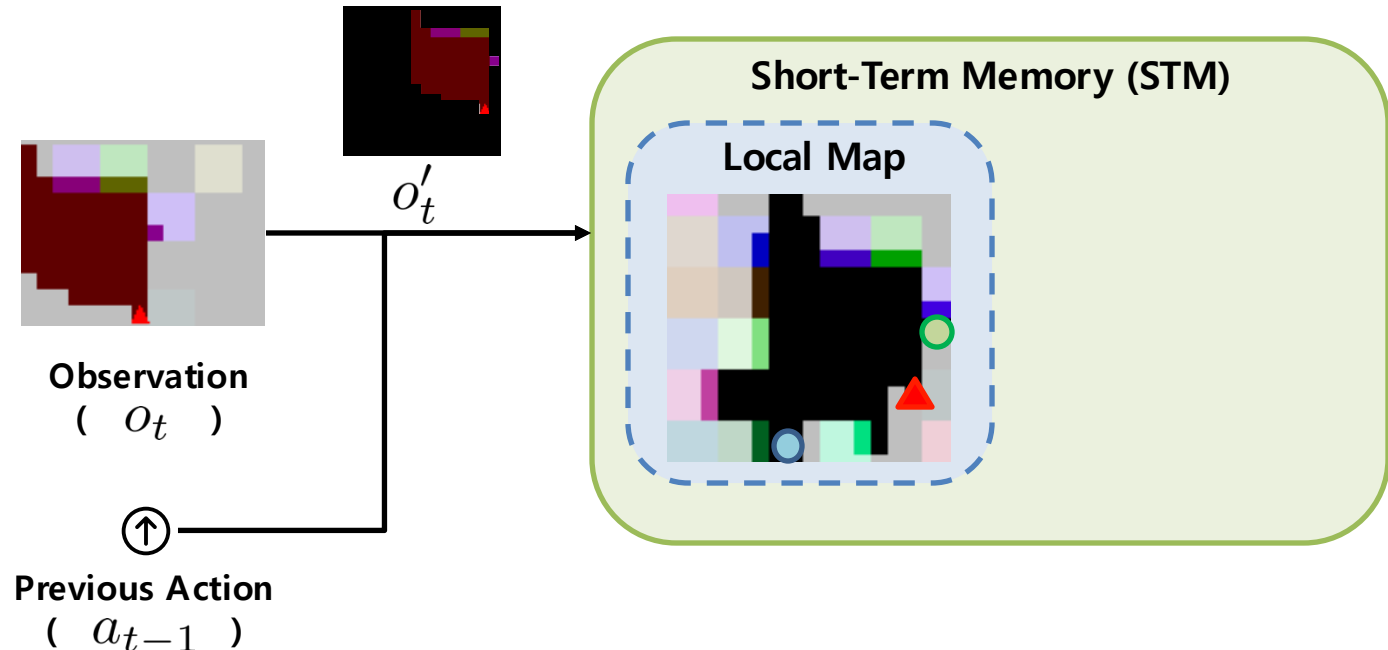 Short-Term Memory (STM)
Local Map
o′ₜ
Observation
( oₜ )
Previous Action
( aₜ₋₁ )